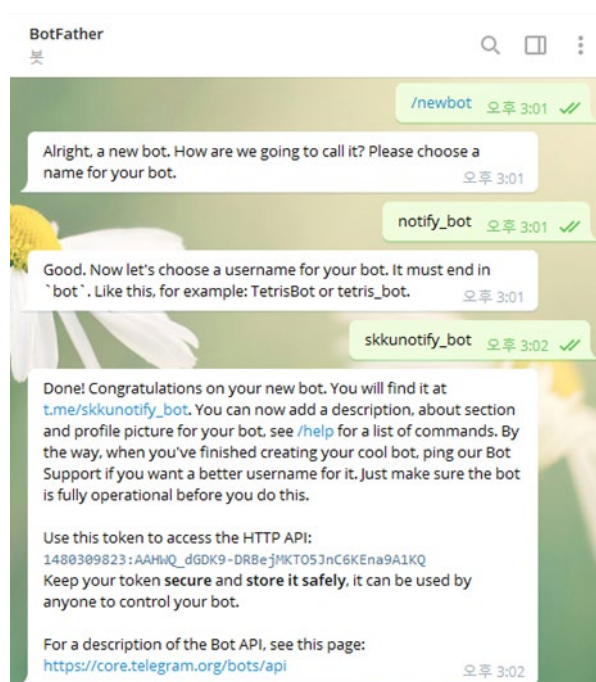 BotFather
봇
/newbot 오후 3:01
Alright, a new bot. How are we going to call it? Please choose a
name for your bot. 오후 3:01
notify_bot 오후 3:01
Good. Now let's choose a username for your bot. It must end in
`bot`. Like this, for example: TetrisBot or tetris_bot. 오후 3:01
skkunotify_bot 오후 3:02
Done! Congratulations on your new bot. You will find it at
t.me/skkunotify_bot. You can now add a description, about section
and profile picture for your bot, see /help for a list of commands. By
the way, when you've finished creating your cool bot, ping our Bot
Support if you want a better username for it. Just make sure the bot
is fully operational before you do this.
Use this token to access the HTTP API:
1480309823:AAHWQ_dGDK9-DRBejMKTO5JnC6KEna9A1KQ
Keep your token secure and store it safely, it can be used by
anyone to control your bot.
For a description of the Bot API, see this page:
https://core.telegram.org/bots/api 오후 3:02